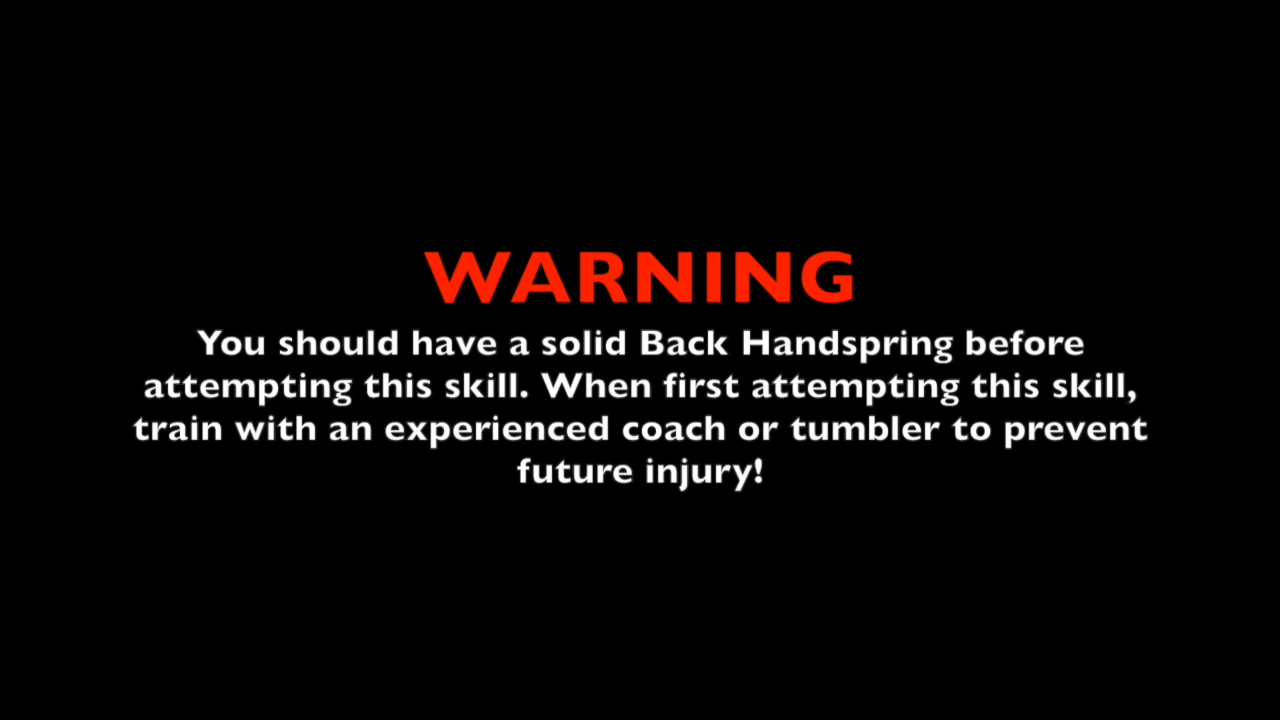 WARNING
You should have a solid Back Handspring before
attempting this skill. When first attempting this skill,
train with an experienced coach or tumbler to prevent
future injury!